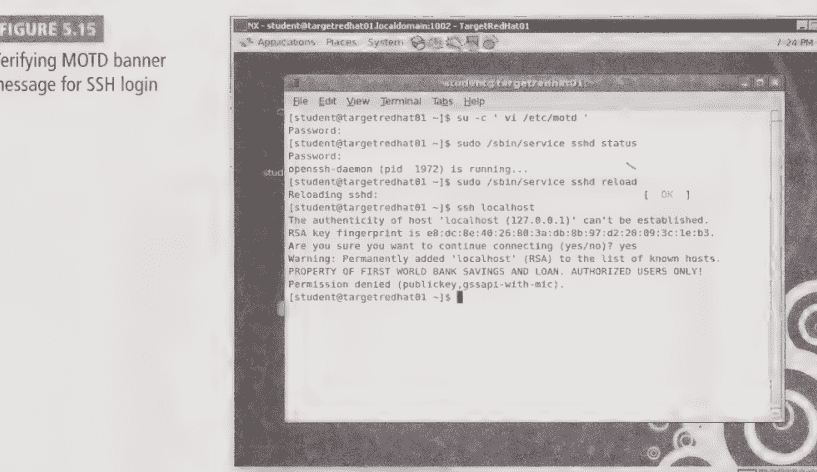 FIGURE 5.15
Verifying MOTD banner
message for SSH login
NX - student@targetredhat01.localdomain:1002 - TargetRedHat01
Applications Places System
7:24 PM
student@targetredhat01:
File Edit View Terminal Tabs Help
[student@targetredhat01 ~]$ su -c ' vi /etc/motd '
Password:
[student@targetredhat01 ~]$ sudo /sbin/service sshd status
Password:
openssh-daemon (pid 1972) is running...
[student@targetredhat01 ~]$ sudo /sbin/service sshd reload
Reloading sshd: [ OK ]
[student@targetredhat01 ~]$ ssh localhost
The authenticity of host 'localhost (127.0.0.1)' can't be established.
RSA key fingerprint is e8:dc:8e:40:26:80:3a:db:8b:97:d2:20:09:3c:1e:b3.
Are you sure you want to continue connecting (yes/no)? yes
Warning: Permanently added 'localhost' (RSA) to the list of known hosts.
PROPERTY OF FIRST WORLD BANK SAVINGS AND LOAN. AUTHORIZED USERS ONLY!
Permission denied (publickey,gssapi-with-mic).
[student@targetredhat01 ~]$
stud